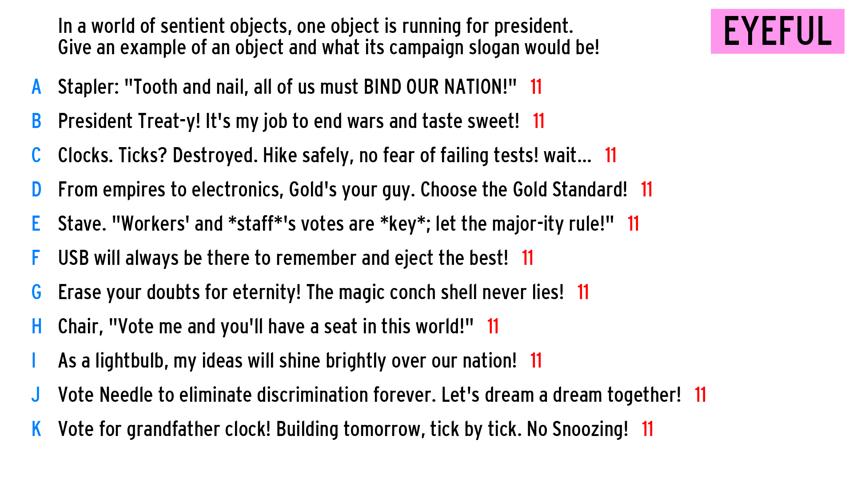 In a world of sentient objects, one object is running for president.
Give an example of an object and what its campaign slogan would be!
EYEFUL
A Stapler: "Tooth and nail, all of us must BIND OUR NATION!" 11
B President Treat-y! It's my job to end wars and taste sweet! 11
C Clocks. Ticks? Destroyed. Hike safely, no fear of failing tests! wait... 11
D From empires to electronics, Gold's your guy. Choose the Gold Standard! 11
E Stave. "Workers' and *staff*'s votes are *key*; let the major-ity rule!" 11
F USB will always be there to remember and eject the best! 11
G Erase your doubts for eternity! The magic conch shell never lies! 11
H Chair, "Vote me and you'll have a seat in this world!" 11
I As a lightbulb, my ideas will shine brightly over our nation! 11
J Vote Needle to eliminate discrimination forever. Let's dream a dream together! 11
K Vote for grandfather clock! Building tomorrow, tick by tick. No Snoozing! 11